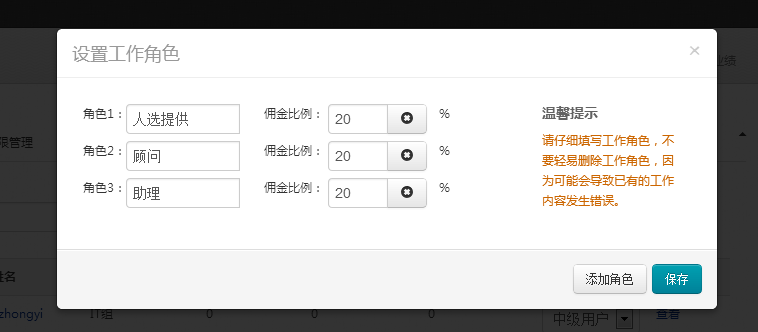 设置工作角色 ×
业绩
角色1： 人选提供 佣金比例： 20 % 温馨提示
请仔细填写工作角色，不
限管理
角色2： 顾问 佣金比例： 20 % 要轻易删除工作角色，因
为可能会导致已有的工作
角色3： 助理 佣金比例： 20 % 内容发生错误。
姓名
添加角色 保存
zhongyi IT组 0 0 0 中级用户 查看